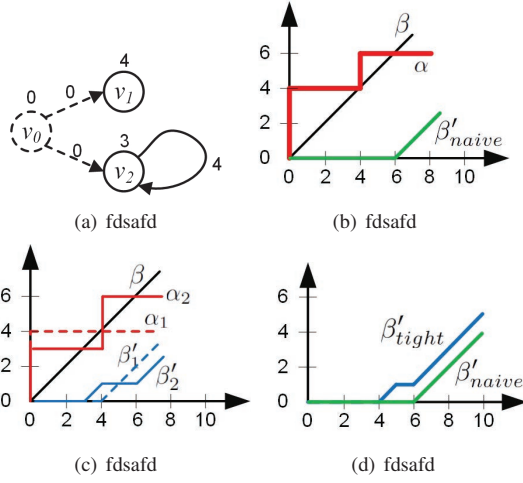 0
4
0
v₁
v₀
0
3
v₂
4
(a) fdsafd
6
4
2
0
0 2 4 6 8 10
β
α
β′naive
(b) fdsafd
6
4
2
0
0 2 4 6 8 10
β
α₂
α₁
β′₁
β′₂
(c) fdsafd
6
4
2
0
0 2 4 6 8 10
β′tight
β′naive
(d) fdsafd